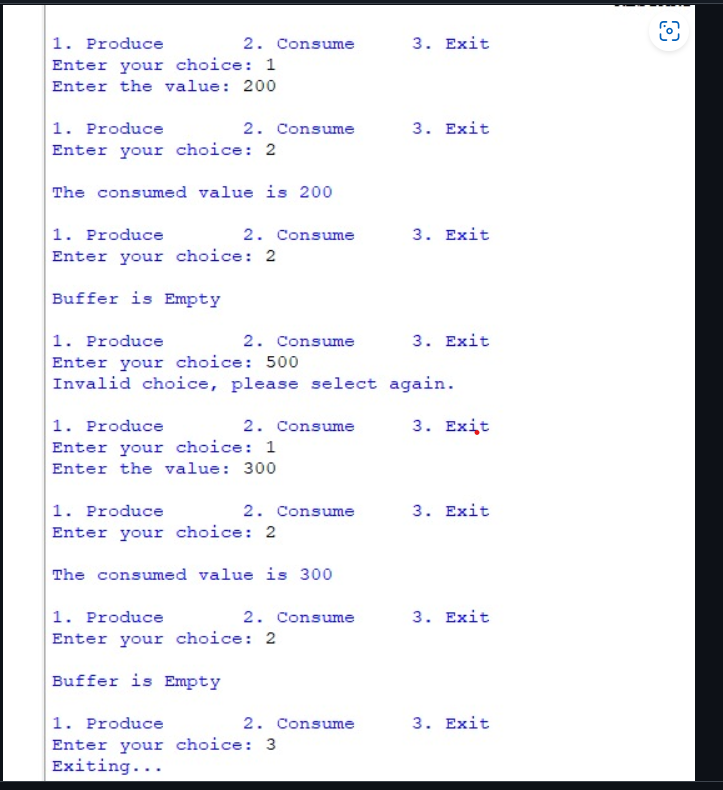 1. Produce 2. Consume 3. Exit
Enter your choice: 1
Enter the value: 200
1. Produce 2. Consume 3. Exit
Enter your choice: 2
The consumed value is 200
1. Produce 2. Consume 3. Exit
Enter your choice: 2
Buffer is Empty
1. Produce 2. Consume 3. Exit
Enter your choice: 500
Invalid choice, please select again.
1. Produce 2. Consume 3. Exit
Enter your choice: 1
Enter the value: 300
1. Produce 2. Consume 3. Exit
Enter your choice: 2
The consumed value is 300
1. Produce 2. Consume 3. Exit
Enter your choice: 2
Buffer is Empty
1. Produce 2. Consume 3. Exit
Enter your choice: 3
Exiting...